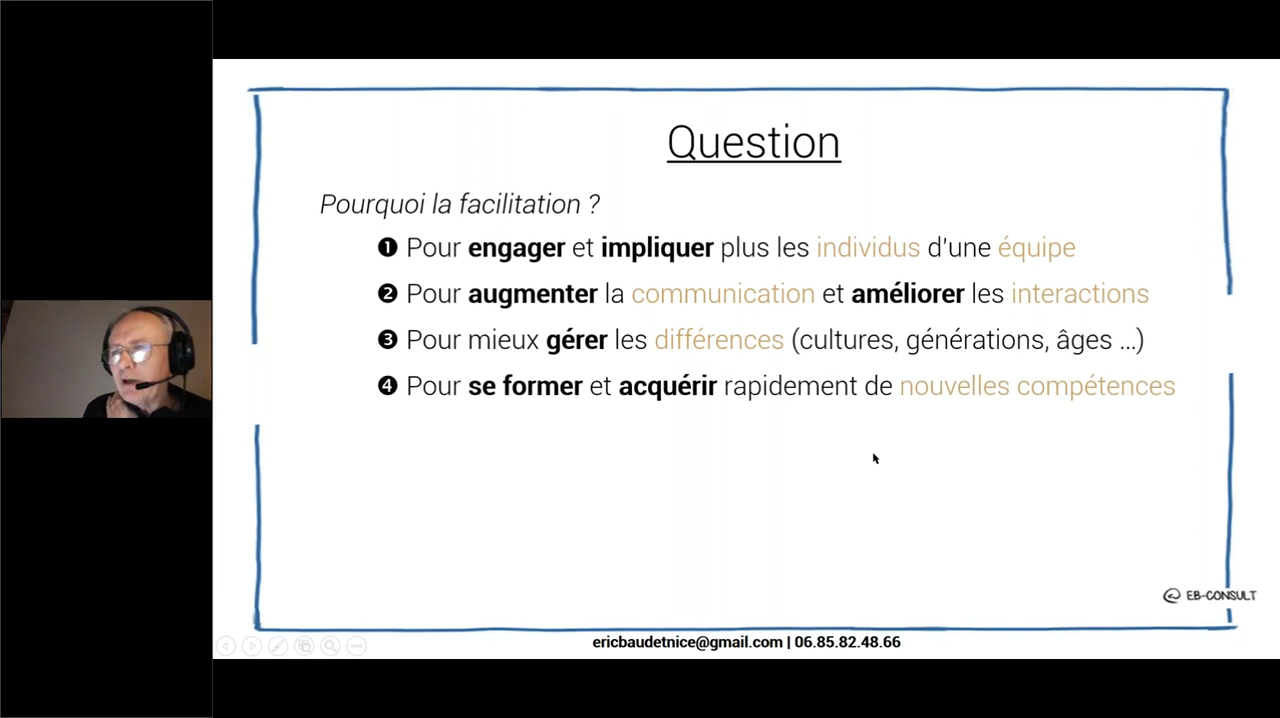 Question
Pourquoi la facilitation ?
❶ Pour engager et impliquer plus les individus d'une équipe
❷ Pour augmenter la communication et améliorer les interactions
❸ Pour mieux gérer les différences (cultures, générations, âges ...)
❹ Pour se former et acquérir rapidement de nouvelles compétences
@ EB-CONSULT
ericbaudetnice@gmail.com | 06.85.82.48.66